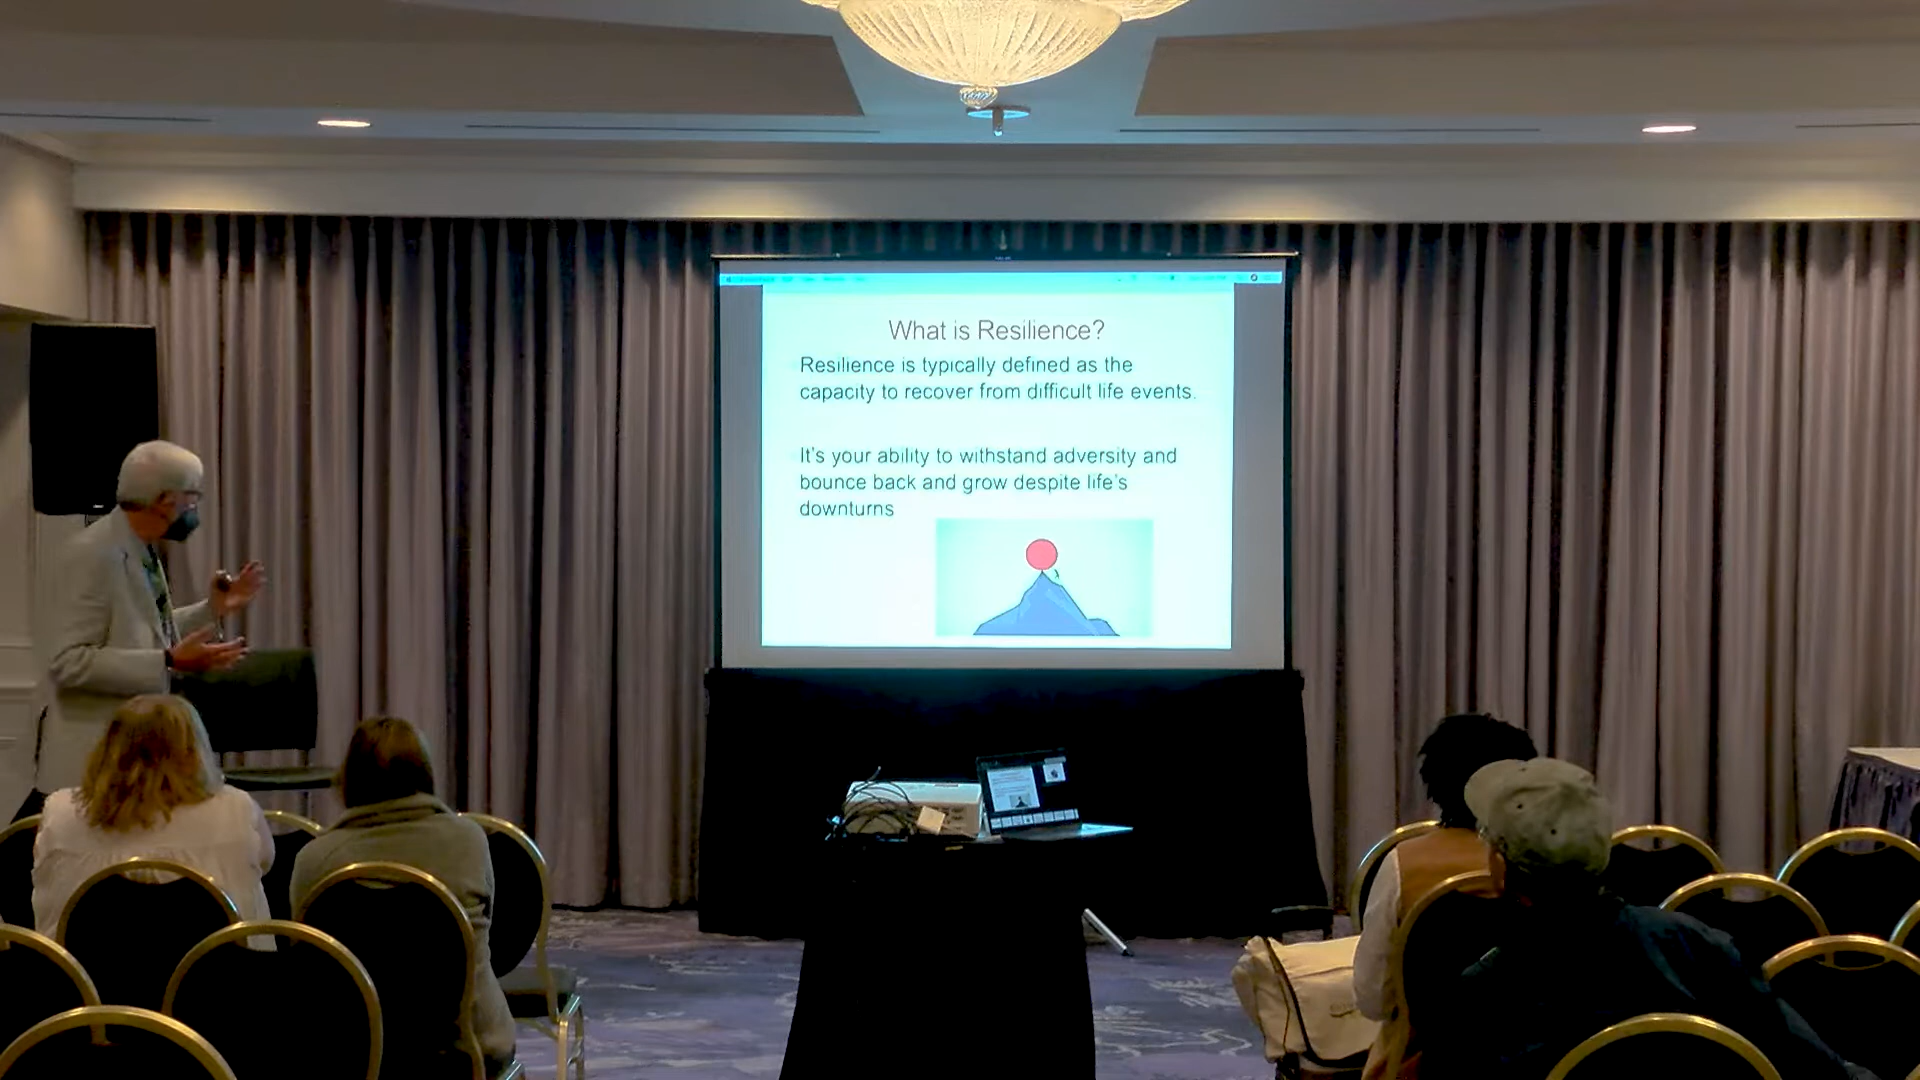 What is Resilience?
Resilience is typically defined as the
capacity to recover from difficult life events.
It's your ability to withstand adversity and
bounce back and grow despite life's
downturns